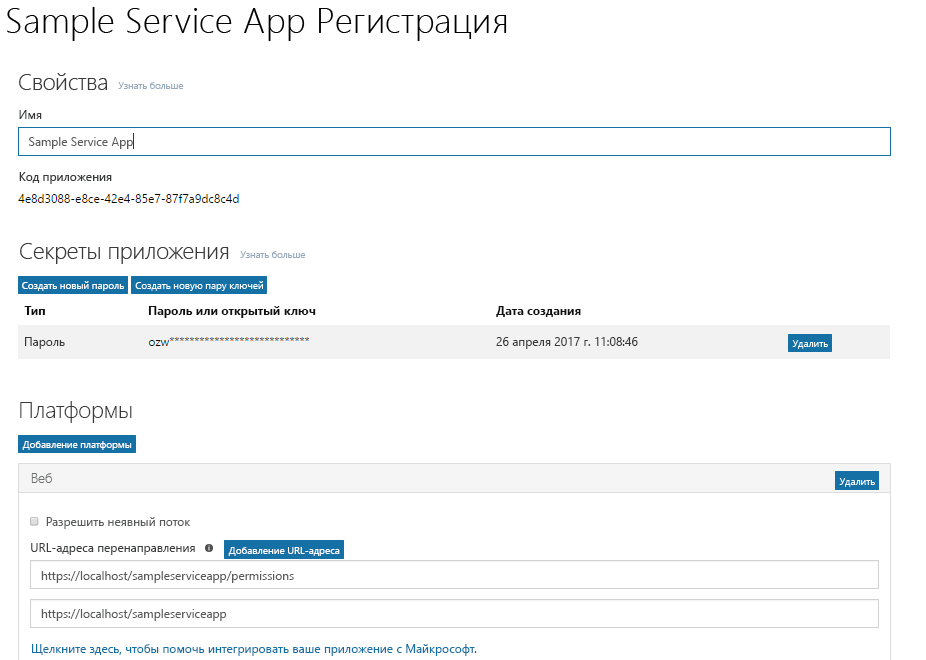 Sample Service App Регистрация
Свойства Узнать больше
Имя
Sample Service App
Код приложения
4e8d3088-e8ce-42e4-85e7-87f7a9dc8c4d
Секреты приложения Узнать больше
Создать новый пароль Создать новую пару ключей
Тип Пароль или открытый ключ Дата создания
Пароль ozw**************************** 26 апреля 2017 г. 11:08:46 Удалить
Платформы
Добавление платформы
Веб Удалить
Разрешить неявный поток
URL-адреса перенаправления Добавление URL-адреса
https://localhost/sampleserviceapp/permissions
https://localhost/sampleserviceapp
Щелкните здесь, чтобы помочь интегрировать ваше приложение с Майкрософт.